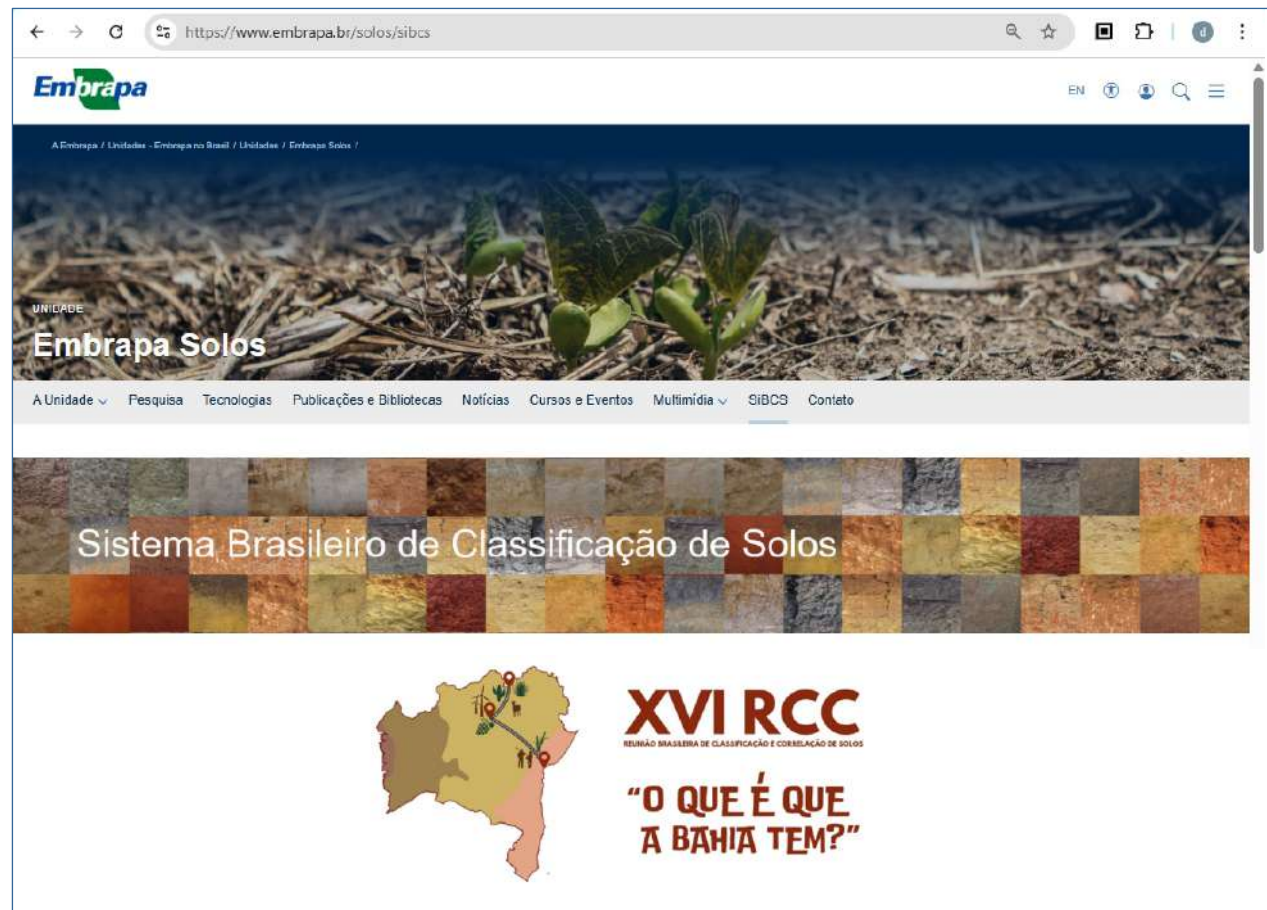 https://www.embrapa.br/solos/sibcs
d
Embrapa
EN
A Embrapa / Unidades - Embrapa no Brasil / Unidades / Embrapa Solos /
UNIDADE
Embrapa Solos
A Unidade Pesquisa Tecnologias Publicações e Bibliotecas Notícias Cursos e Eventos Multimídia SiBCS Contato
Sistema Brasileiro de Classificação de Solos
XVI RCC
REUNIÃO BRASILEIRA DE CLASSIFICAÇÃO E CORRELAÇÃO DE SOLOS
“O QUE É QUE
A BAHIA TEM?”